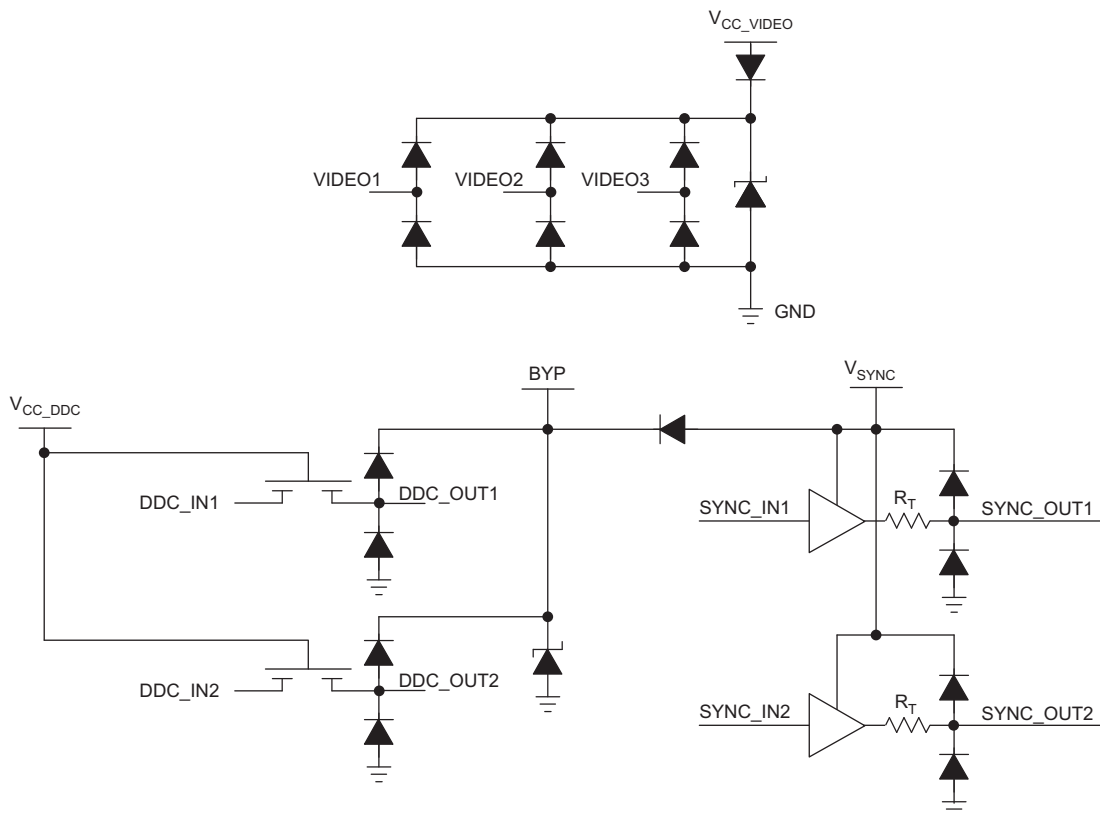 VCC_VIDEO
VIDEO1
VIDEO2
VIDEO3
GND
VCC_DDC
BYP
VSYNC
DDC_IN1
DDC_OUT1
SYNC_IN1
RT
SYNC_OUT1
DDC_IN2
DDC_OUT2
SYNC_IN2
RT
SYNC_OUT2